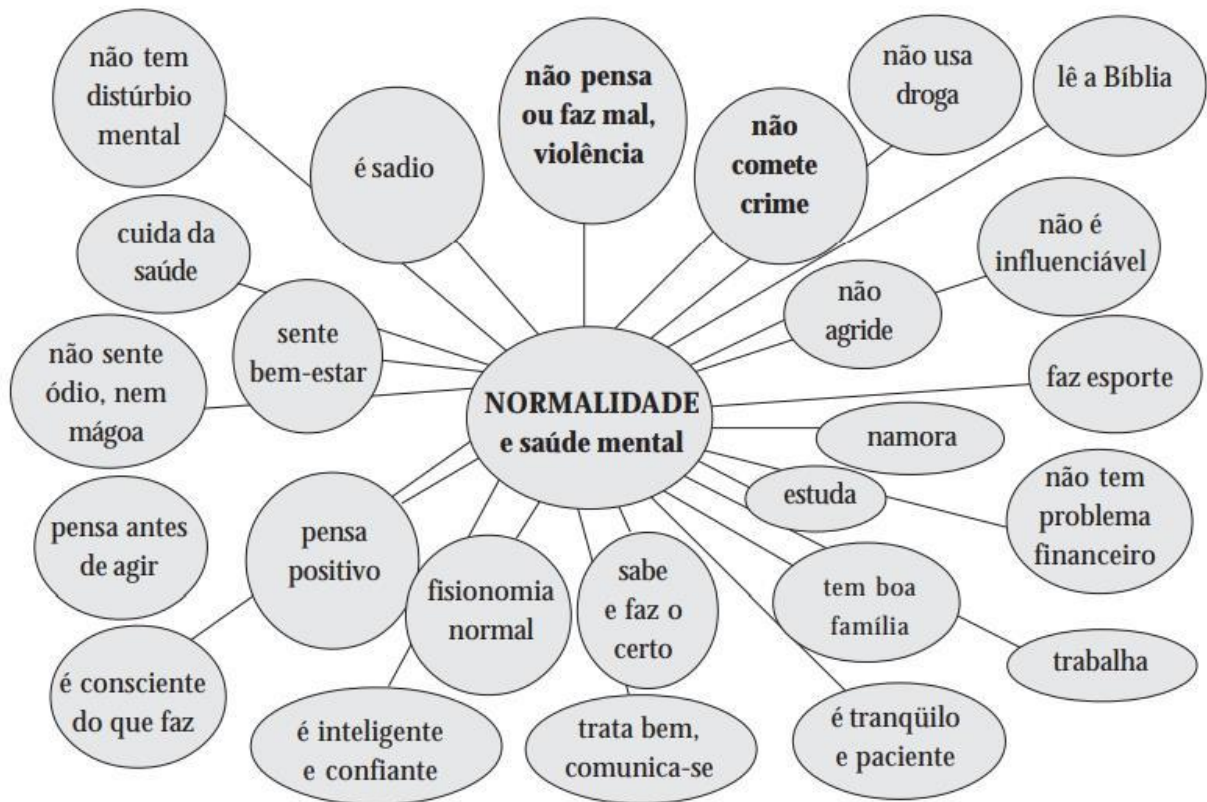 não tem
distúrbio
mental
é sadio
não pensa
ou faz mal,
violência
não
comete
crime
não usa
droga
lê a Bíblia
cuida da
saúde
sente
bem-estar
não
agride
não é
influenciável
não sente
ódio, nem
mágoa
NORMALIDADE
e saúde mental
faz esporte
namora
estuda
não tem
problema
financeiro
pensa antes
de agir
pensa
positivo
fisionomia
normal
sabe
e faz o
certo
tem boa
família
trabalha
é consciente
do que faz
é inteligente
e confiante
trata bem,
comunica-se
é tranqüilo
e paciente